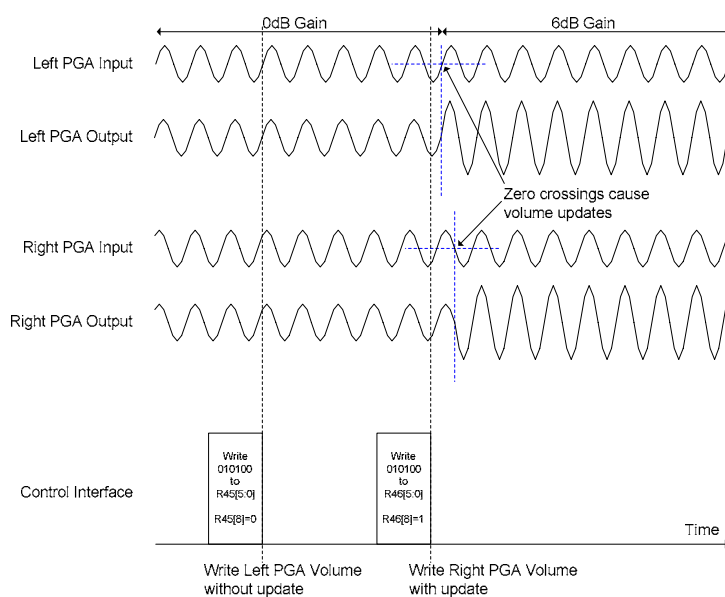 0dB Gain
6dB Gain
Left PGA Input
Left PGA Output
Zero crossings cause
volume updates
Right PGA Input
Right PGA Output
Control Interface
Write
010100
to
R45[5:0]
R45[8]=0
Write
010100
to
R46[5:0]
R46[8]=1
Time
Write Left PGA Volume
without update
Write Right PGA Volume
with update